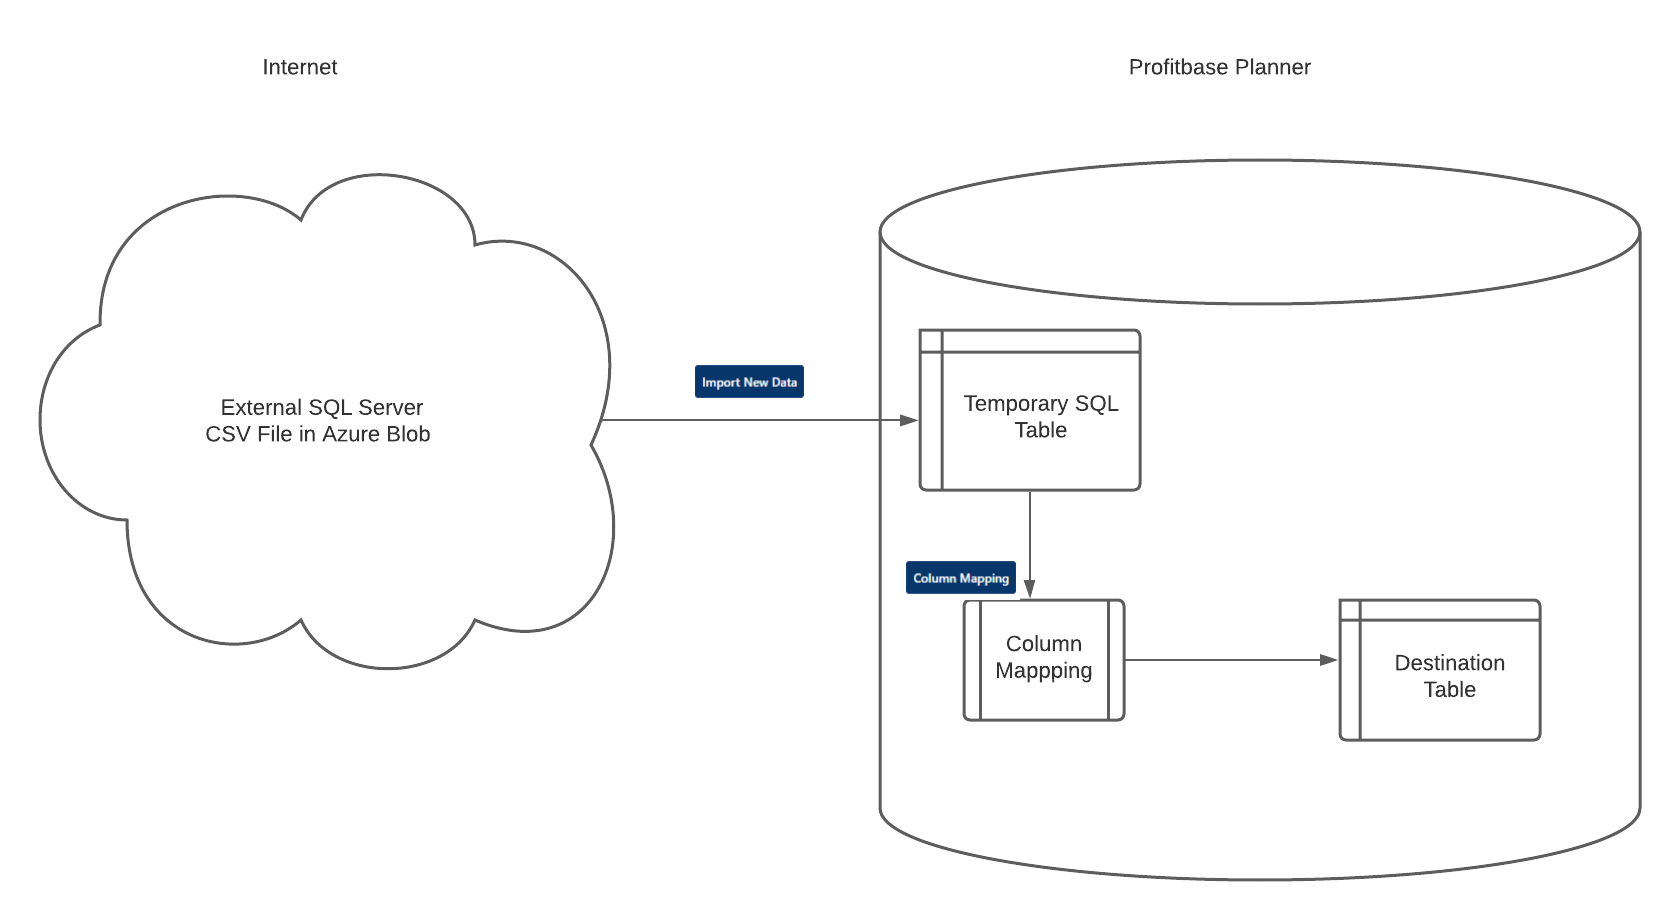 Internet
Profitbase Planner
External SQL Server
CSV File in Azure Blob
Import New Data
Temporary SQL
Table
Column Mapping
Column
Mappping
Destination
Table